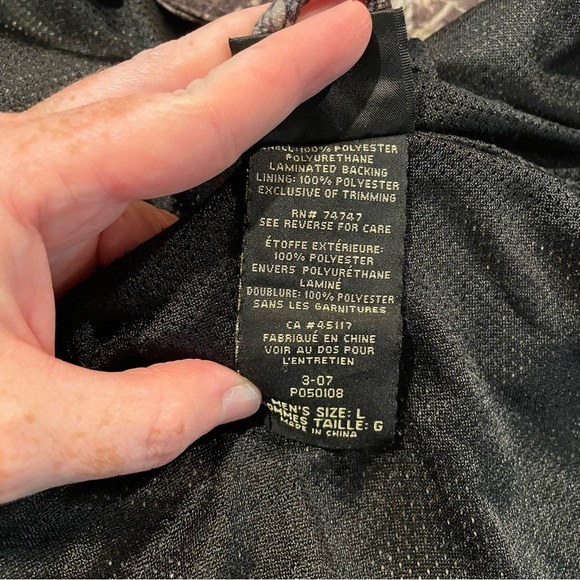 SHELL: 100% POLYESTER
POLYURETHANE
LAMINATED BACKING
LINING: 100% POLYESTER
EXCLUSIVE OF TRIMMING
RN# 74747
SEE REVERSE FOR CARE
ÉTOFFE EXTÉRIEURE:
100% POLYESTER
ENVERS POLYURÉTHANE
LAMINÉ
DOUBLURE: 100% POLYESTER
SANS LES GARNITURES
CA #45117
FABRIQUÉ EN CHINE
VOIR AU DOS POUR
L'ENTRETIEN
3-07
P050108
MEN'S SIZE: L
HOMMES TAILLE: G
MADE IN CHINA